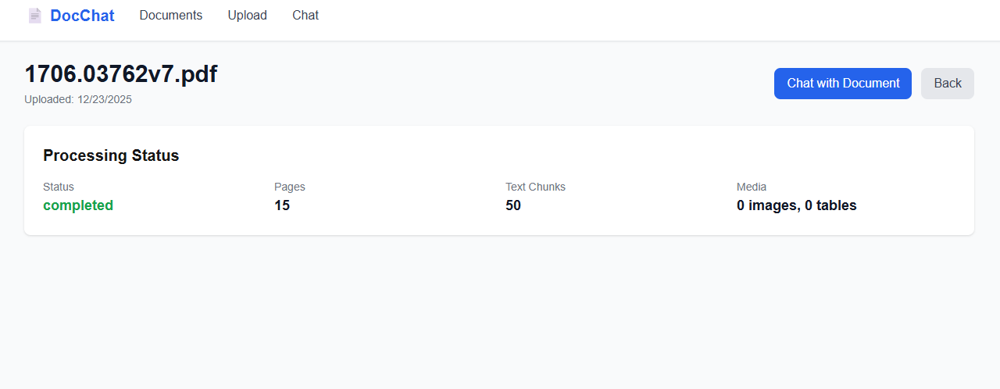 DocChat Documents Upload Chat
1706.03762v7.pdf
Uploaded: 12/23/2025
Chat with Document Back
Processing Status
Status Pages Text Chunks Media
completed 15 50 0 images, 0 tables